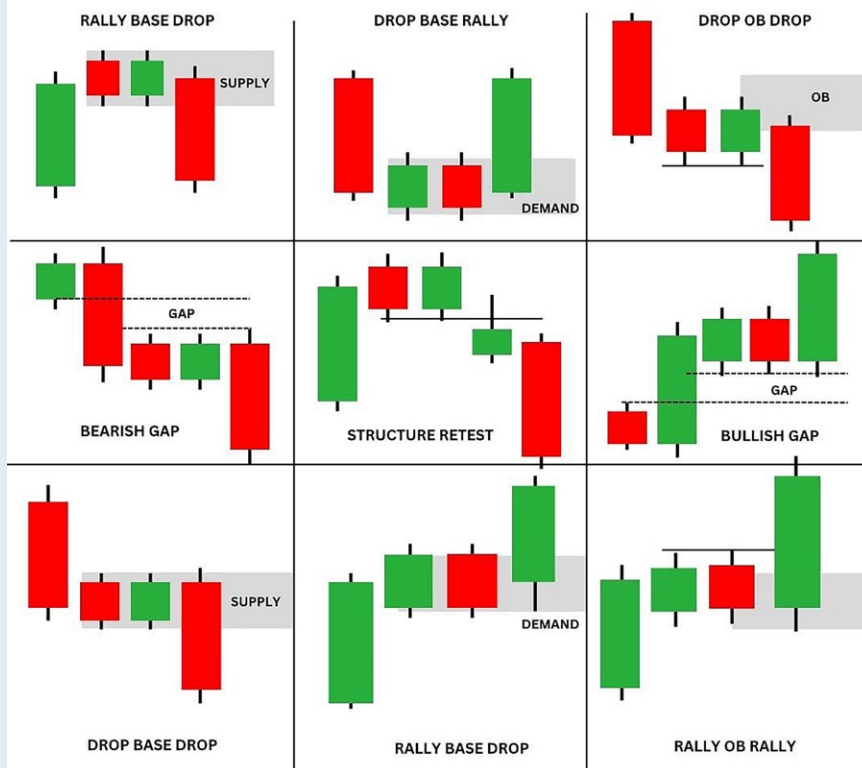 RALLY BASE DROP
SUPPLY
DROP BASE RALLY
DEMAND
DROP OB DROP
OB
GAP
BEARISH GAP
STRUCTURE RETEST
GAP
BULLISH GAP
SUPPLY
DROP BASE DROP
DEMAND
RALLY BASE DROP
RALLY OB RALLY